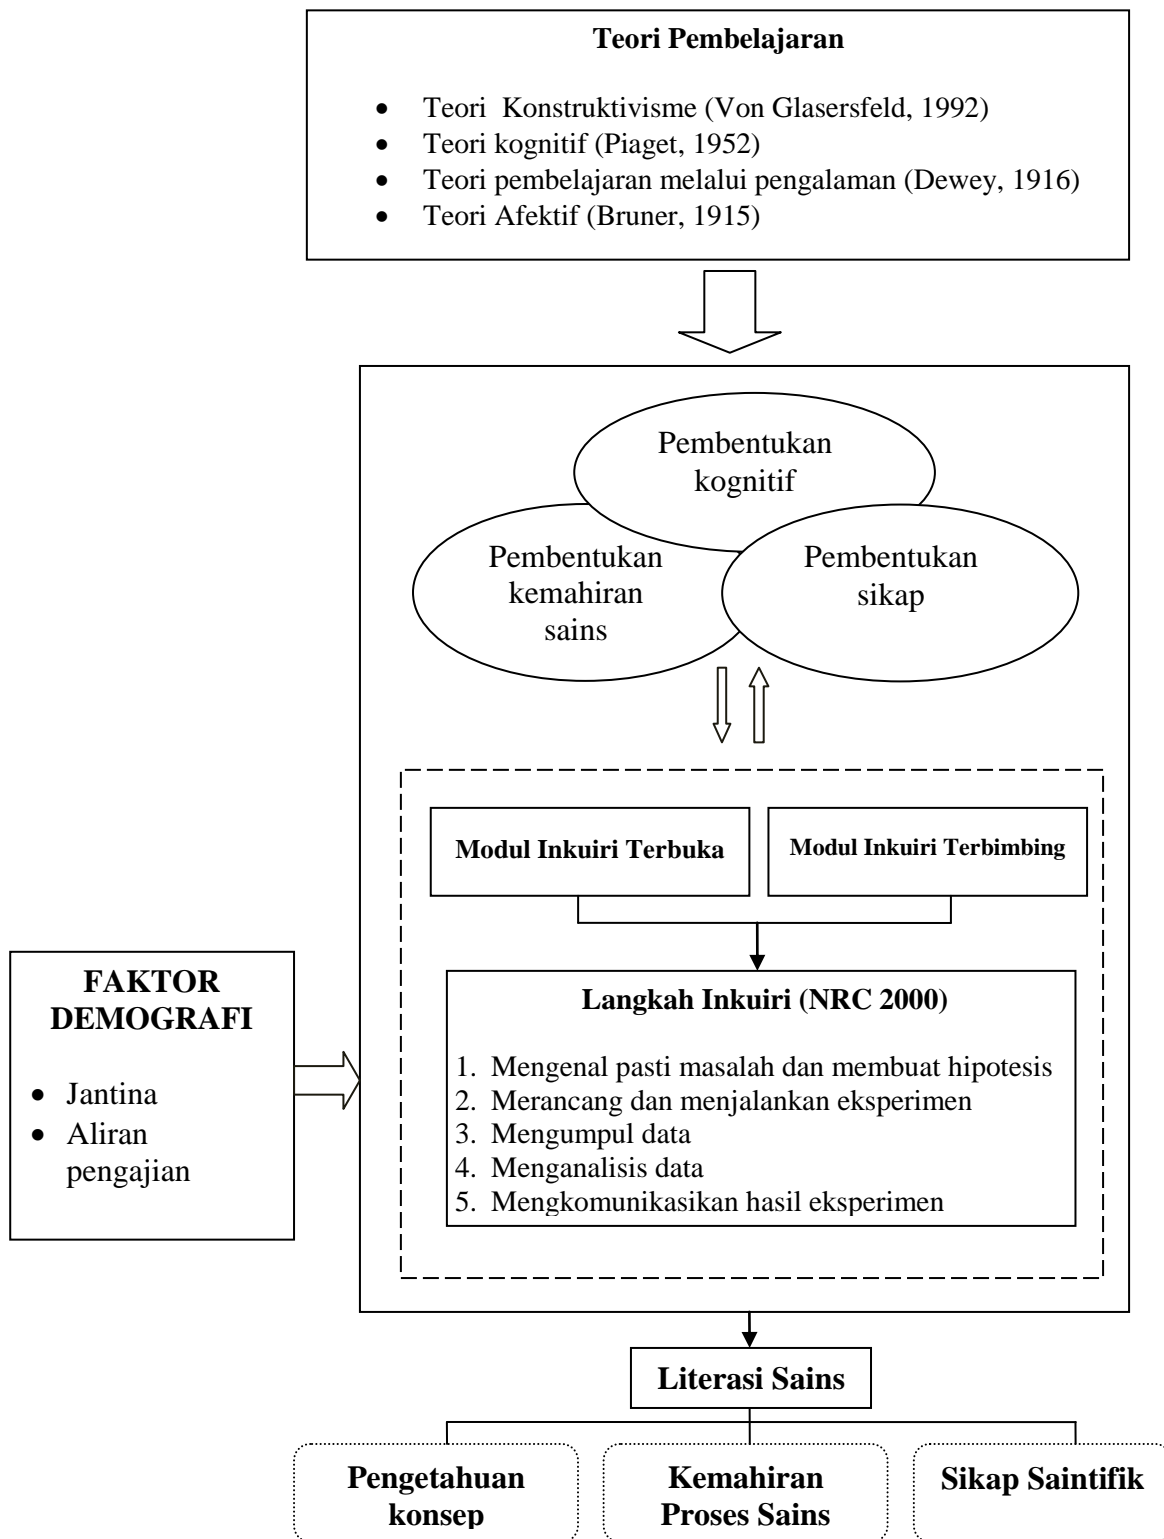 Teori Pembelajaran
• Teori Konstruktivisme (Von Glasersfeld, 1992)
• Teori kognitif (Piaget, 1952)
• Teori pembelajaran melalui pengalaman (Dewey, 1916)
• Teori Afektif (Bruner, 1915)
Pembentukan
kognitif
Pembentukan
kemahiran
sains
Pembentukan
sikap
Modul Inkuiri Terbuka
Modul Inkuiri Terbimbing
FAKTOR
DEMOGRAFI
• Jantina
• Aliran
pengajian
Langkah Inkuiri (NRC 2000)
1. Mengenal pasti masalah dan membuat hipotesis
2. Merancang dan menjalankan eksperimen
3. Mengumpul data
4. Menganalisis data
5. Mengkomunikasikan hasil eksperimen
Literasi Sains
Pengetahuan
konsep
Kemahiran
Proses Sains
Sikap Saintifik